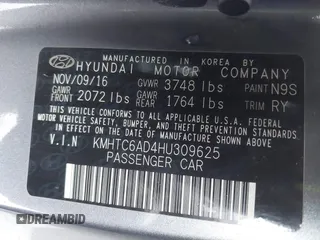 MANUFACTURED IN KOREA
HYUNDAI MOTOR COMPANY
NOV/09/16 GVWR 3748 lbs PAINT N9S
GAWR FRONT 2072 lbs GAWR REAR 1764 lbs TRIM RY
THIS VEHICLE CONFORMS TO ALL APPLICABLE
U.S. FEDERAL MOTOR VEHICLE SAFETY, BUMPER,
AND THEFT PREVENTION STANDARDS IN EFFECT
ON THE DATE OF MANUFACTURE SHOWN ABOVE.
V.I.N KMHTC6AD4HU309625
PASSENGER CAR
DREAMBID